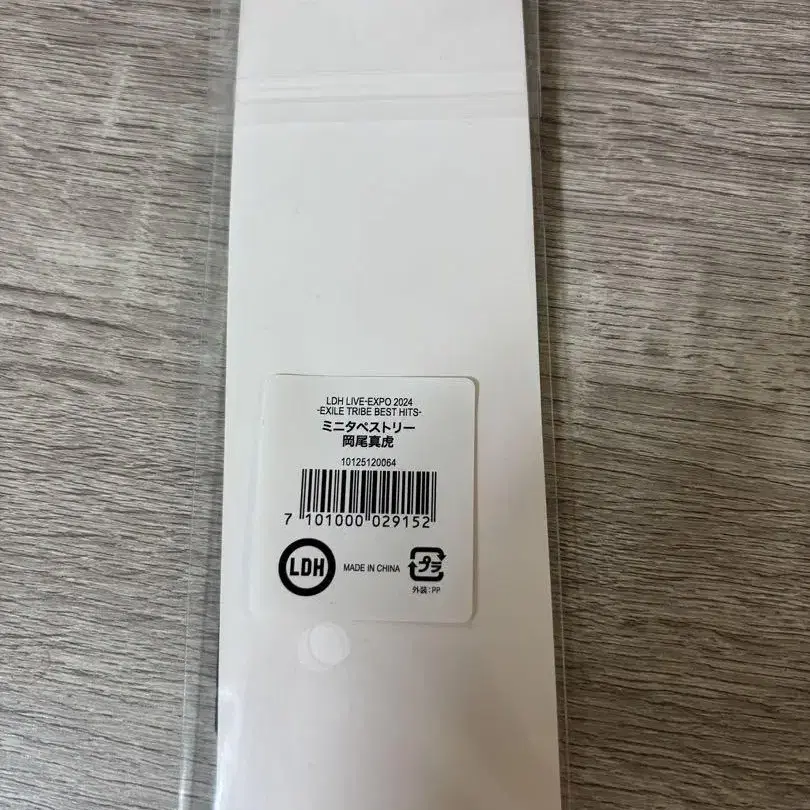 LDH LIVE-EXPO 2024
-EXILE TRIBE BEST HITS-
ミニタペストリー
岡尾真虎
10125120064
7 101000 029152
LDH
MADE IN CHINA
プラ
外装:PP